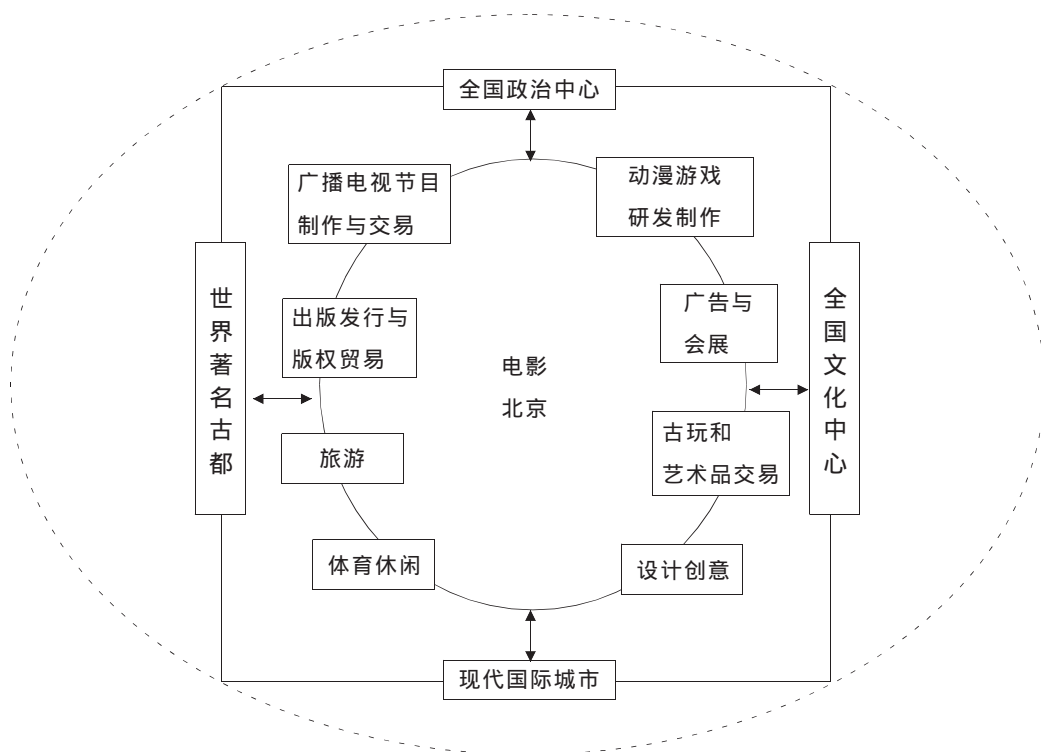 全国政治中心
广播电视节目
制作与交易
动漫游戏
研发制作
世界著名古都
出版发行与
版权贸易
广告与
会展
全国文化中心
电影
北京
旅游
古玩和
艺术品交易
体育休闲
设计创意
现代国际城市